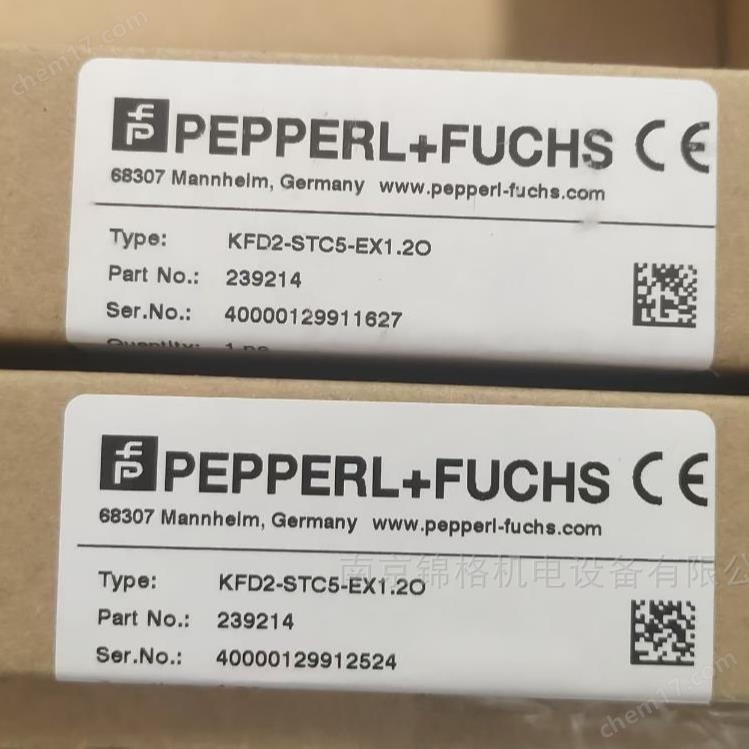 chem17.com
PEPPERL+FUCHS CE
68307 Mannheim, Germany www.pepperl-fuchs.com
Type: KFD2-STC5-EX1.2O
Part No.: 239214
Ser.No.: 40000129911627
Quantity: 1 pc
PEPPERL+FUCHS CE
68307 Mannheim, Germany www.pepperl-fuchs.com
南京锦格机电设备有限公
Type: KFD2-STC5-EX1.2O
Part No.: 239214
Ser.No.: 40000129912524
chem17.com